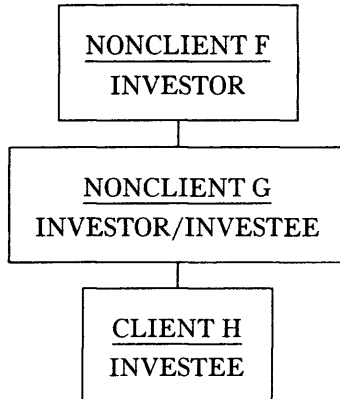 NONCLIENT F
INVESTOR
NONCLIENT G
INVESTOR/INVESTEE
CLIENT H
INVESTEE